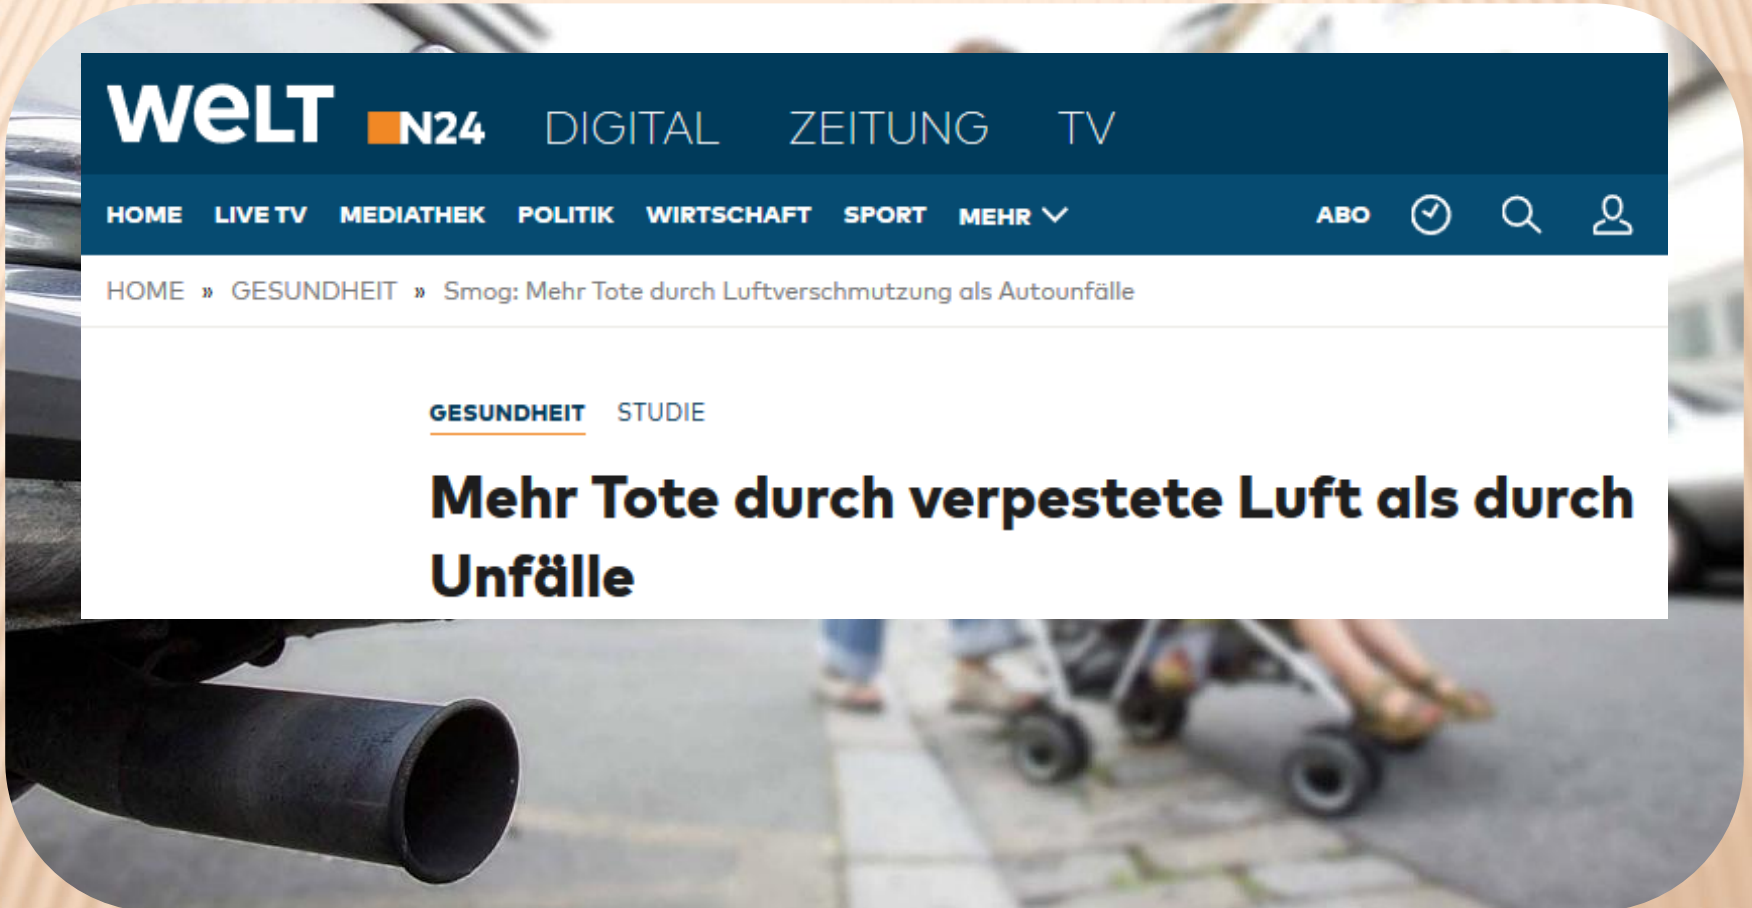 WELT N24 DIGITAL ZEITUNG TV
HOME LIVE TV MEDIATHEK POLITIK WIRTSCHAFT SPORT MEHR ABO
HOME » GESUNDHEIT » Smog: Mehr Tote durch Luftverschmutzung als Autounfälle
GESUNDHEIT STUDIE
Mehr Tote durch verpestete Luft als durch
Unfälle